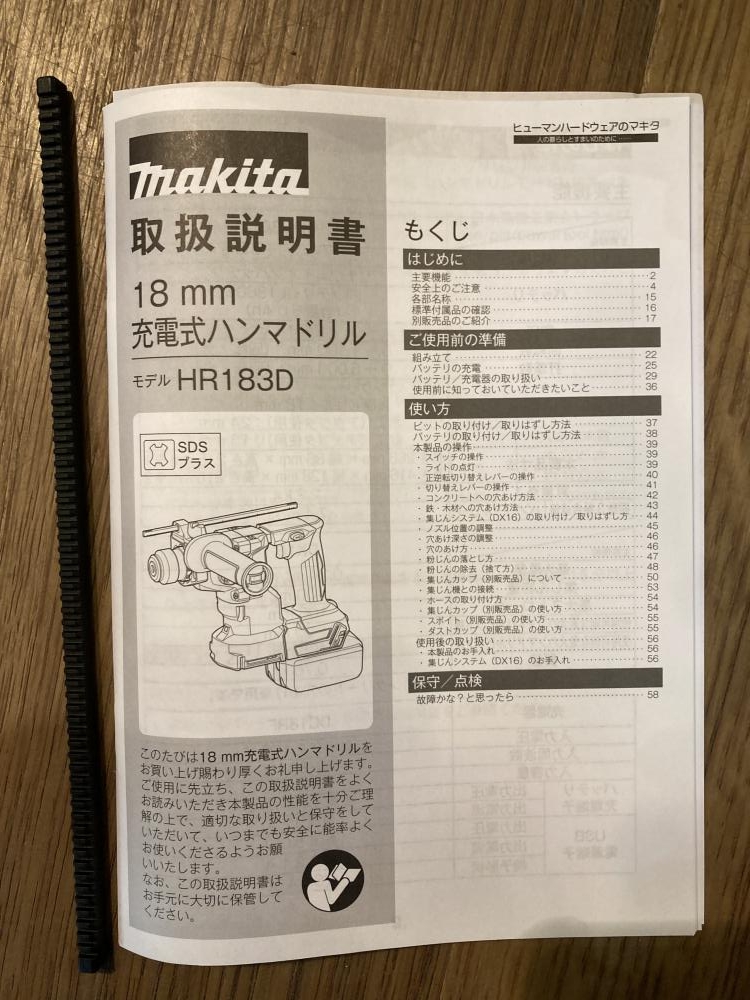 makita
取扱説明書
18 mm
充電式ハンマドリル
モデル HR183D
SDS
プラス
このたびは18 mm充電式ハンマドリルを
お買い上げ賜わり厚くお礼申し上げます。
ご使用に先立ち、この取扱説明書をよく
お読みいただき本製品の性能を十分ご理
解の上で、適切な取り扱いと保守をして
いただいて、いつまでも安全に能率よく
お使いくださるようお願
いいたします。
なお、この取扱説明書は
お手元に大切に保管して
ください。
ヒューマンハードウェアのマキタ
人の暮らしとすまいのために
もくじ
はじめに
主要機能 2
安全上のご注意 4
各部名称 15
標準付属品の確認 16
別販売品のご紹介 17
ご使用前の準備
組み立て 22
バッテリの充電 25
バッテリ／充電器の取り扱い 29
使用前に知っておいていただきたいこと 36
使い方
ビットの取り付け／取りはずし方法 37
バッテリの取り付け／取りはずし方法 38
本製品の操作 39
・スイッチの操作 39
・ライトの点灯 39
・正逆転切り替えレバーの操作 40
・切り替えレバーの操作 41
・コンクリートへの穴あけ方法 42
・鉄・木材への穴あけ方法 43
・集じんシステム（DX16）の取り付け／取りはずし方 44
・ノズル位置の調整 45
・穴あけ深さの調整 46
・穴のあけ方 46
・粉じんの落とし方 47
・粉じんの除去（捨て方） 48
・集じんカップ（別販売品）について 50
・集じん機との接続 53
・ホースの取り付け方 54
・集じんカップ（別販売品）の使い方 54
・スポイト（別販売品）の使い方 55
・ダストカップ（別販売品）の使い方 55
使用後の取り扱い 56
・本製品のお手入れ 56
・集じんシステム（DX16）のお手入れ 56
保守／点検
故障かな？と思ったら 58